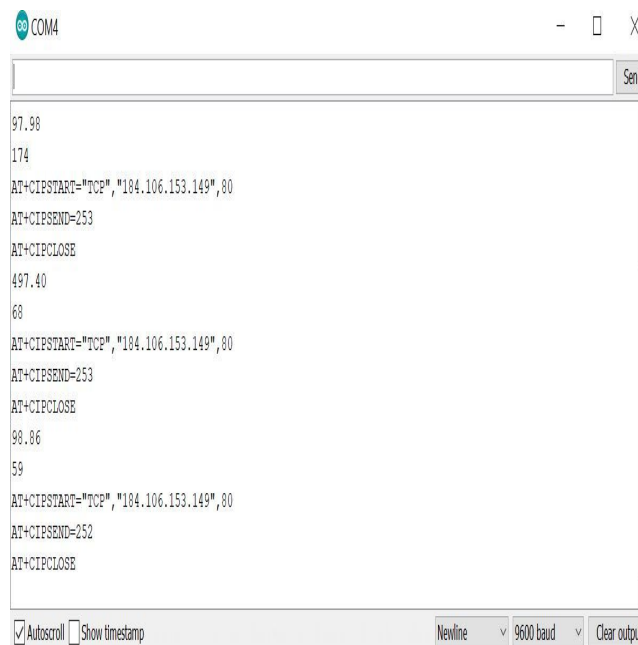 COM4
Sen
97.98
174
AT+CIPSTART="TCP","184.106.153.149",80
AT+CIPSEND=253
AT+CIPCLOSE
497.40
68
AT+CIPSTART="TCP","184.106.153.149",80
AT+CIPSEND=253
AT+CIPCLOSE
98.86
59
AT+CIPSTART="TCP","184.106.153.149",80
AT+CIPSEND=252
AT+CIPCLOSE
Autoscroll Show timestamp Newline 9600 baud Clear outpu